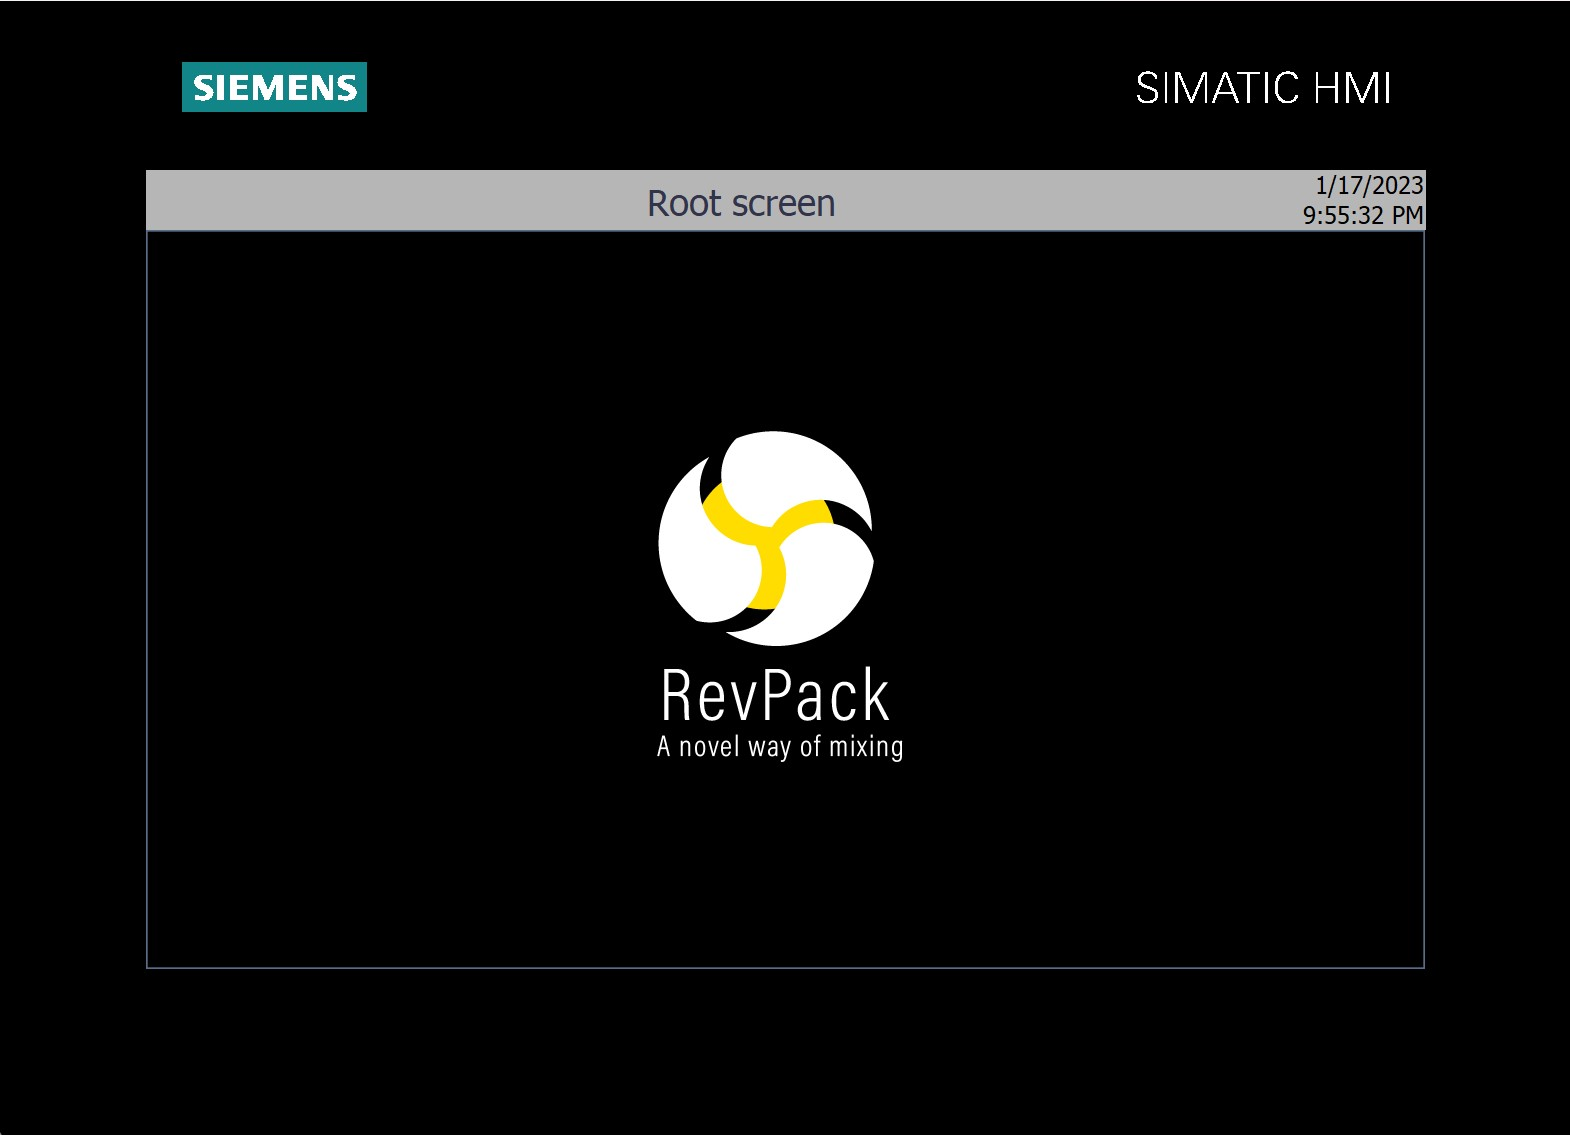 SIEMENS
SIMATIC HMI
Root screen
1/17/2023
9:55:32 PM
RevPack
A novel way of mixing